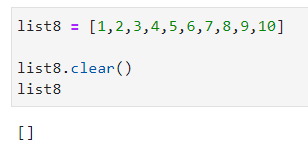 list8 = [1,2,3,4,5,6,7,8,9,10]
list8.clear()
list8
[]